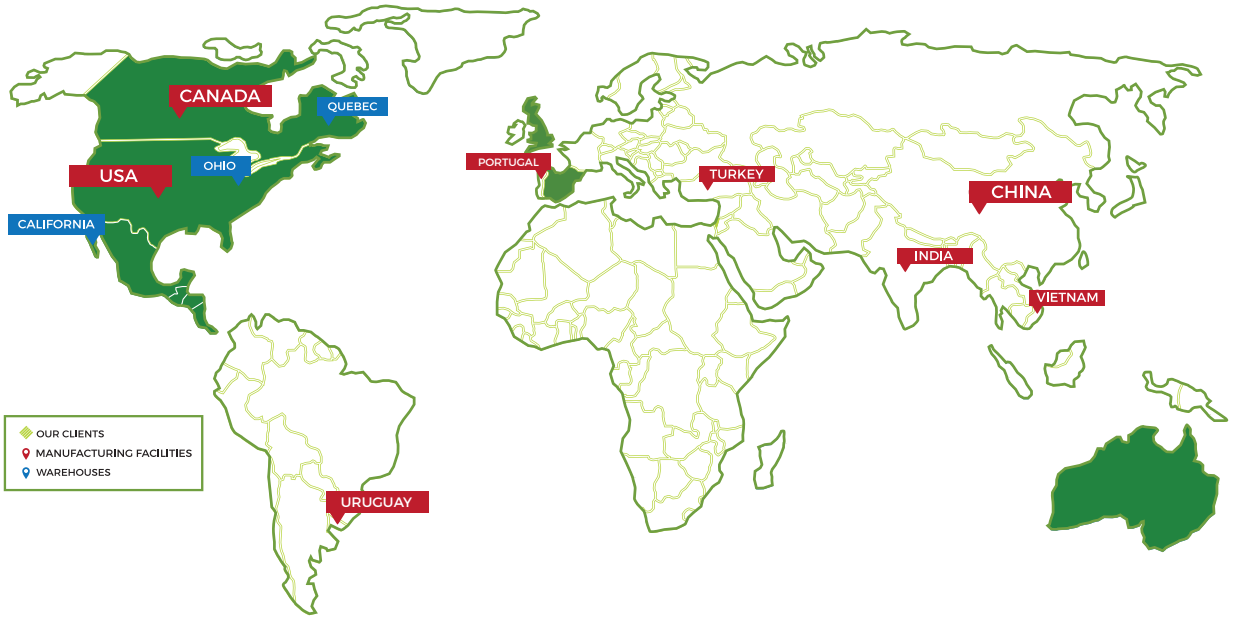 CANADA
QUEBEC
OHIO
USA
CALIFORNIA
PORTUGAL
TURKEY
CHINA
INDIA
VIETNAM
OUR CLIENTS
MANUFACTURING FACILITIES
WAREHOUSES
URUGUAY